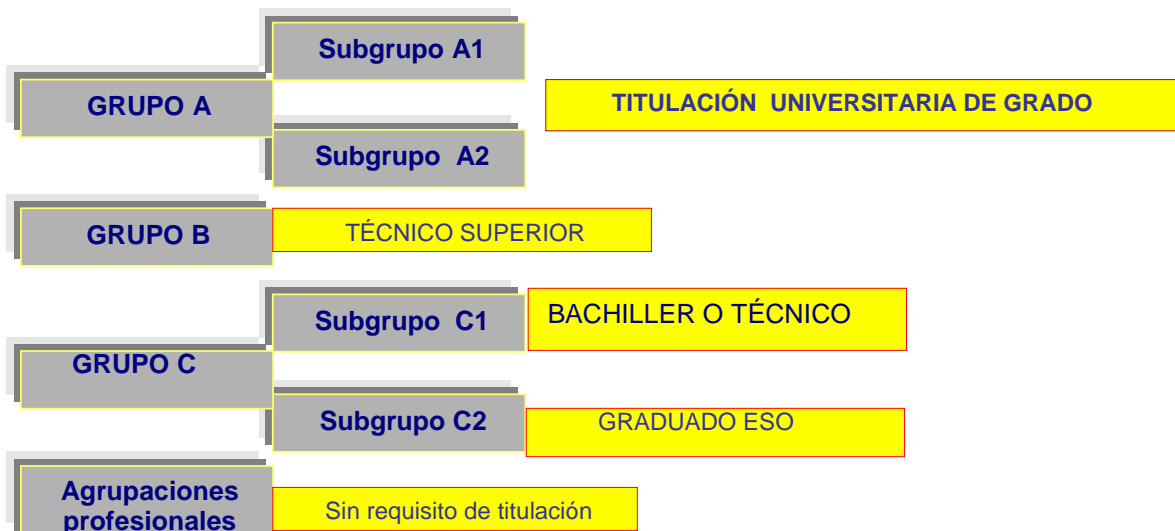 Subgrupo A1
GRUPO A
TITULACIÓN UNIVERSITARIA DE GRADO
Subgrupo A2
GRUPO B
TÉCNICO SUPERIOR
Subgrupo C1
BACHILLER O TÉCNICO
GRUPO C
Subgrupo C2
GRADUADO ESO
Agrupaciones
profesionales
Sin requisito de titulación